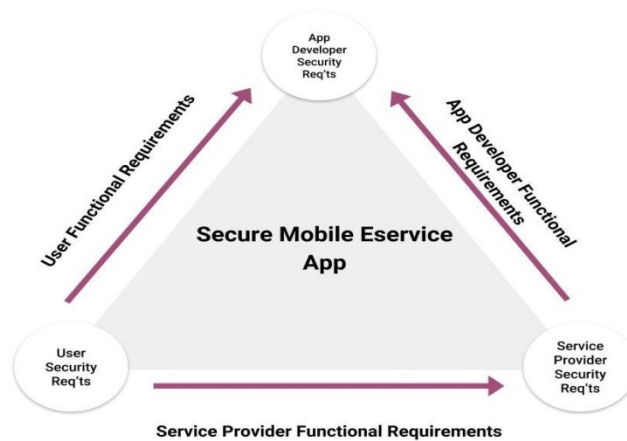 App
Developer
Security
Req'ts
User Functional Requirements
App Developer Functional
Requirements
Secure Mobile Eservice
App
User
Security
Req'ts
Service
Provider
Security
Req'ts
Service Provider Functional Requirements